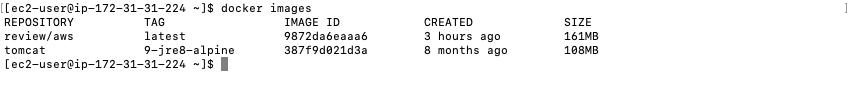 [[ec2-user@ip-172-31-31-224 ~]$ docker images ]
REPOSITORY TAG IMAGE ID CREATED SIZE
review/aws latest 9872da6eaaa6 3 hours ago 161MB
tomcat 9-jre8-alpine 387f9d021d3a 8 months ago 108MB
[ec2-user@ip-172-31-31-224 ~]$